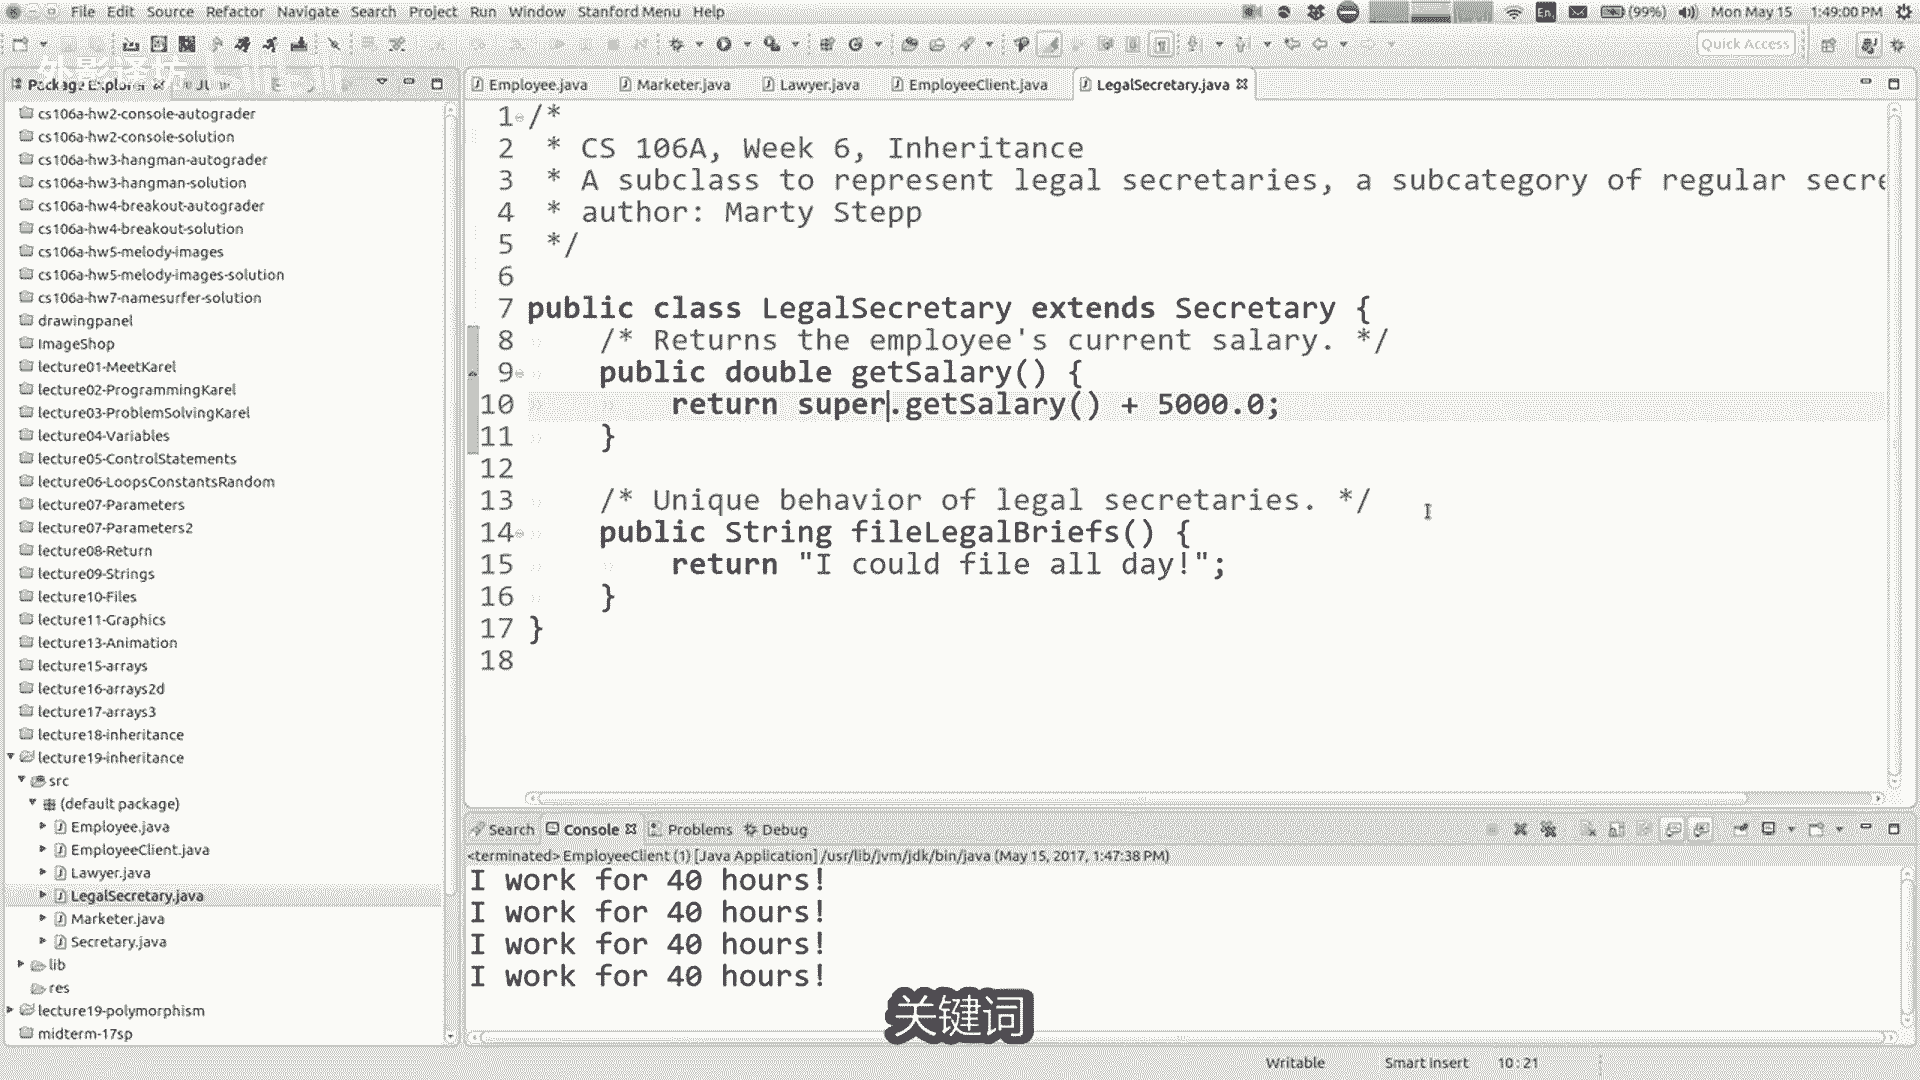 File Edit Source Refactor Navigate Search Project Run Window Stanford Menu Help
En (99%) Mon May 15 1:49:00 PM
Quick Access
外影译坊
Package Explorer
Employee.java Marketer.java Lawyer.java EmployeeClient.java LegalSecretary.java
cs106a-hw2-console-autograder
cs106a-hw2-console-solution
cs106a-hw3-hangman-autograder
cs106a-hw3-hangman-solution
cs106a-hw4-breakout-autograder
cs106a-hw4-breakout-solution
cs106a-hw5-melody-images
cs106a-hw5-melody-images-solution
cs106a-hw7-namesurfer-solution
drawingpanel
ImageShop
lecture01-MeetKarel
lecture02-ProgrammingKarel
lecture03-ProblemSolvingKarel
lecture04-Variables
lecture05-ControlStatements
lecture06-LoopsConstantsRandom
lecture07-Parameters
lecture07-Parameters2
lecture08-Return
lecture09-Strings
lecture10-Files
lecture11-Graphics
lecture13-Animation
lecture15-arrays
lecture16-arrays2d
lecture17-arrays3
lecture18-inheritance
lecture19-inheritance
src
(default package)
Employee.java
EmployeeClient.java
Lawyer.java
LegalSecretary.java
Marketer.java
Secretary.java
lib
res
lecture19-polymorphism
midterm-17sp
1 /*
2 * CS 106A, Week 6, Inheritance
3 * A subclass to represent legal secretaries, a subcategory of regular secre
4 * author: Marty Stepp
5 */
6
7 public class LegalSecretary extends Secretary {
8 /* Returns the employee's current salary. */
9 public double getSalary() {
10 return super.getSalary() + 5000.0;
11 }
12
13 /* Unique behavior of legal secretaries. */
14 public String fileLegalBriefs() {
15 return "I could file all day!";
16 }
17 }
18
Search Console Problems Debug
<terminated> EmployeeClient (1) [Java Application] /usr/lib/jvm/jdk/bin/java (May 15, 2017, 1:47:38 PM)
I work for 40 hours!
I work for 40 hours!
I work for 40 hours!
I work for 40 hours!
关键词
Writable Smart Insert 10 : 21